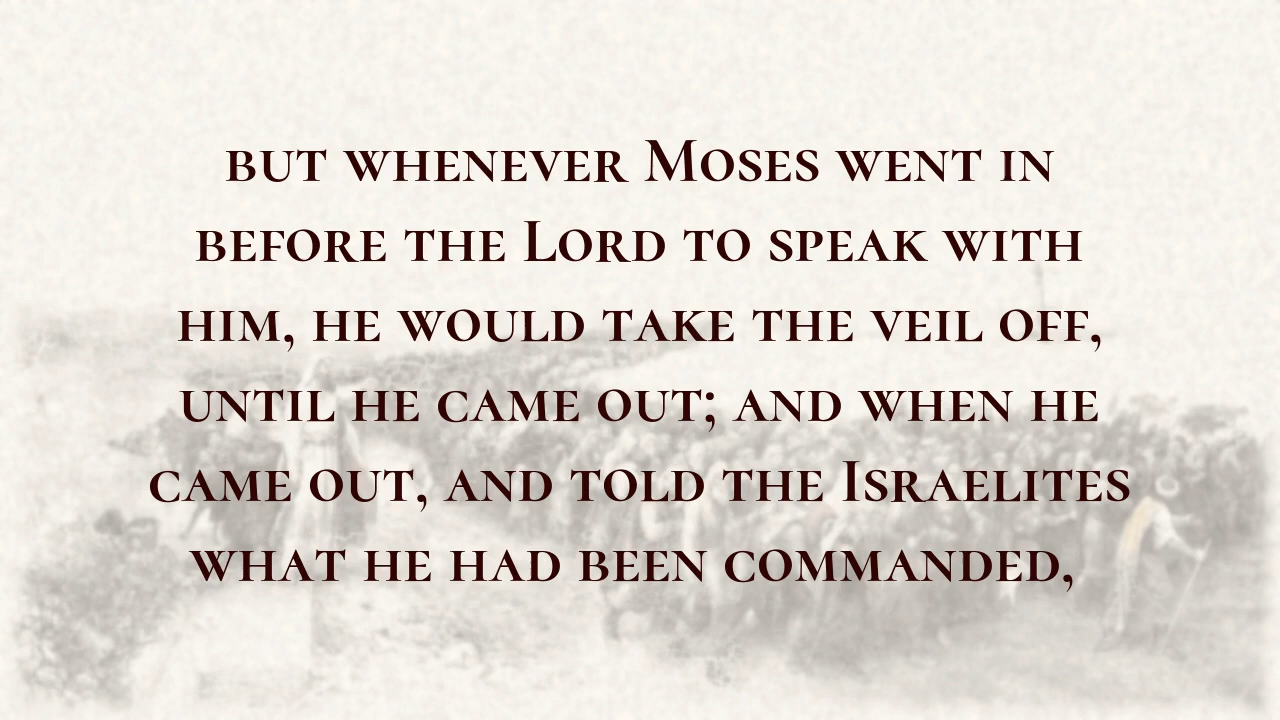 but whenever Moses went in
before the Lord to speak with
him, he would take the veil off,
until he came out; and when he
came out, and told the Israelites
what he had been commanded,